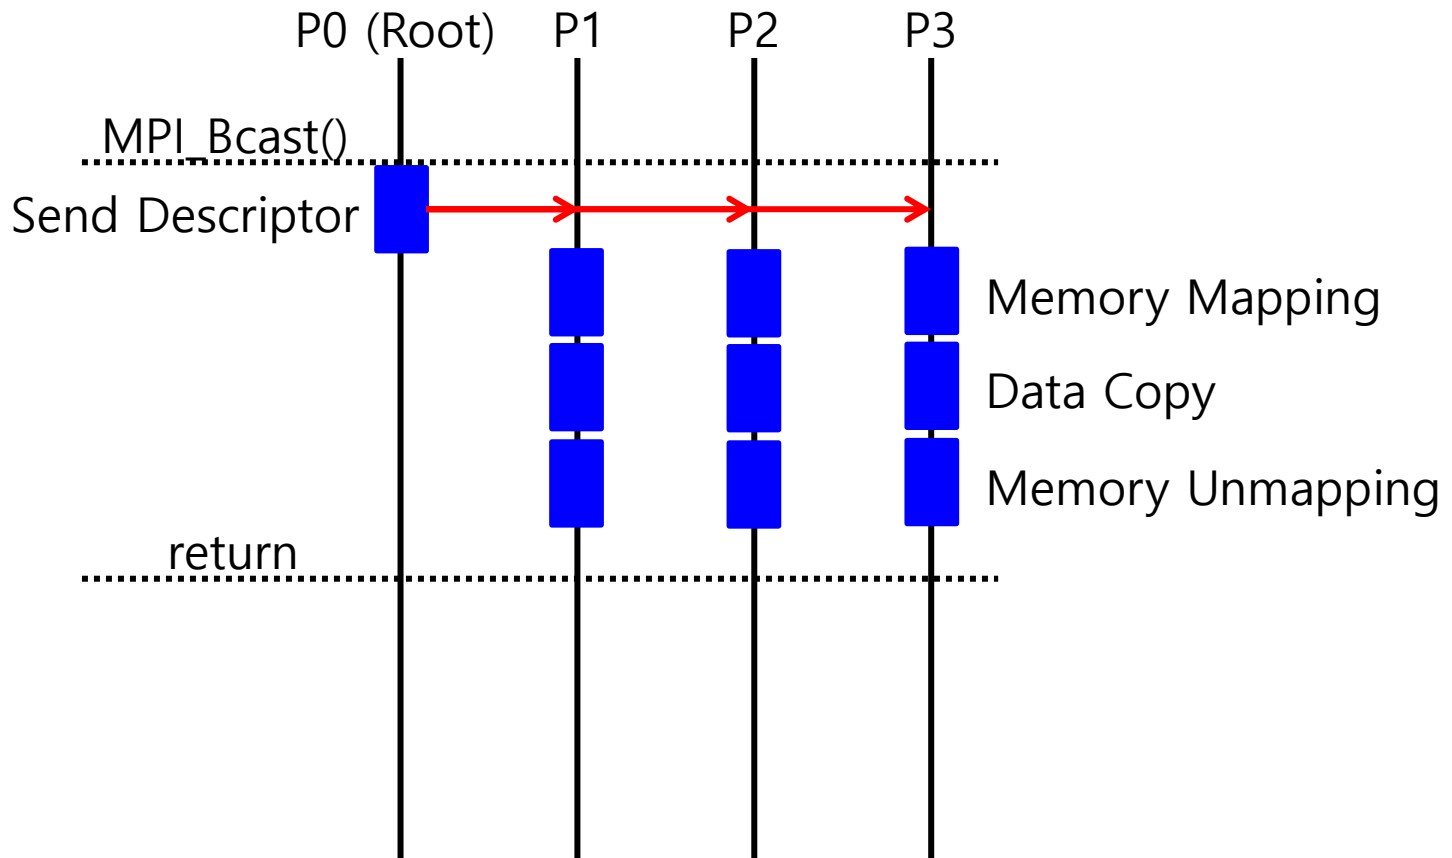 P0 (Root) P1 P2 P3
MPI_Bcast()
Send Descriptor
Memory Mapping
Data Copy
Memory Unmapping
return